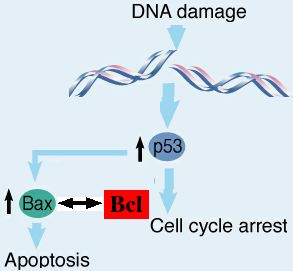 DNA damage
p53
Bax
Bcl
Cell cycle arrest
Apoptosis